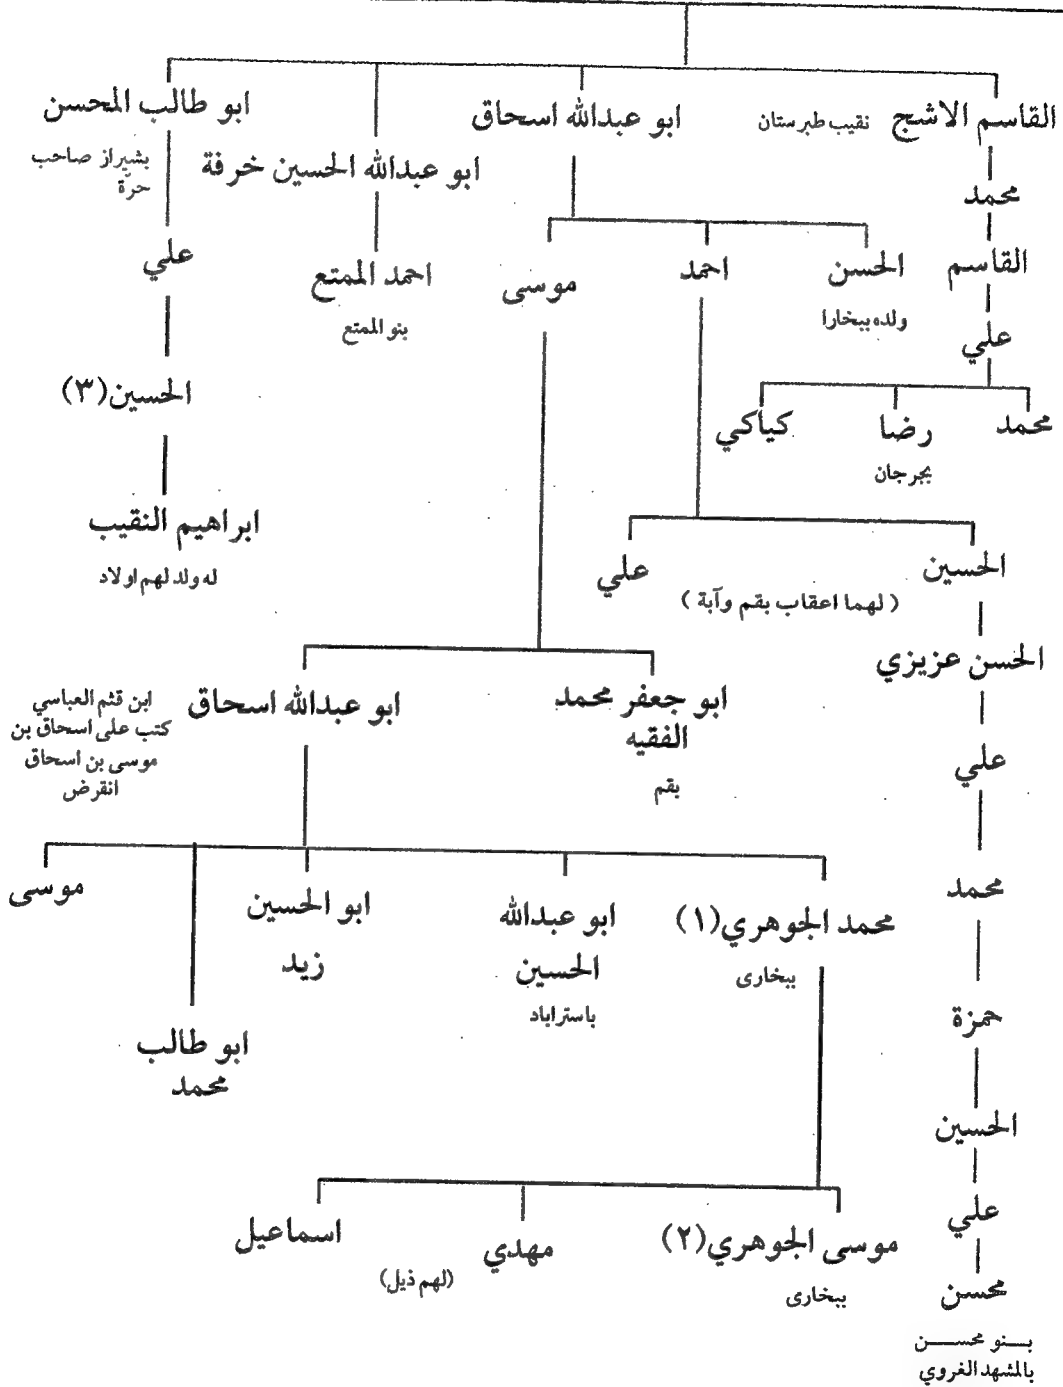 القاسم الاشج نقيب طبرستان
ابو عبدالله اسحاق
ابو طالب المحسن
بشيراز صاحب
حرّة
ابو عبدالله الحسين خرفة
محمد
علي
احمد الممتع
بنو الممتع
موسى
احمد
الحسن
ولده ببخارا
القاسم
علي
الحسين (٣)
محمد
رضا
بجرجان
كياكي
ابراهيم النقيب
له ولد لهم اولاد
الحسين
علي
( لهما اعقاب بقم وآبة )
الحسن عزيزي
ابو جعفر محمد
الفقيه
بقم
ابو عبدالله اسحاق
ابن قثم العباسي
كتب على اسحاق بن
موسى بن اسحاق
انقرض
علي
محمد
محمد الجوهري (١)
ببخارى
ابو عبدالله
الحسين
باستراباد
ابو الحسين
زيد
موسى
ابو طالب
محمد
حمزة
الحسين
علي
موسى الجوهري (٢)
ببخارى
مهدي
اسماعيل
(لهم ذيل)
محسن
بنو محسن
بالمشهد الغروي